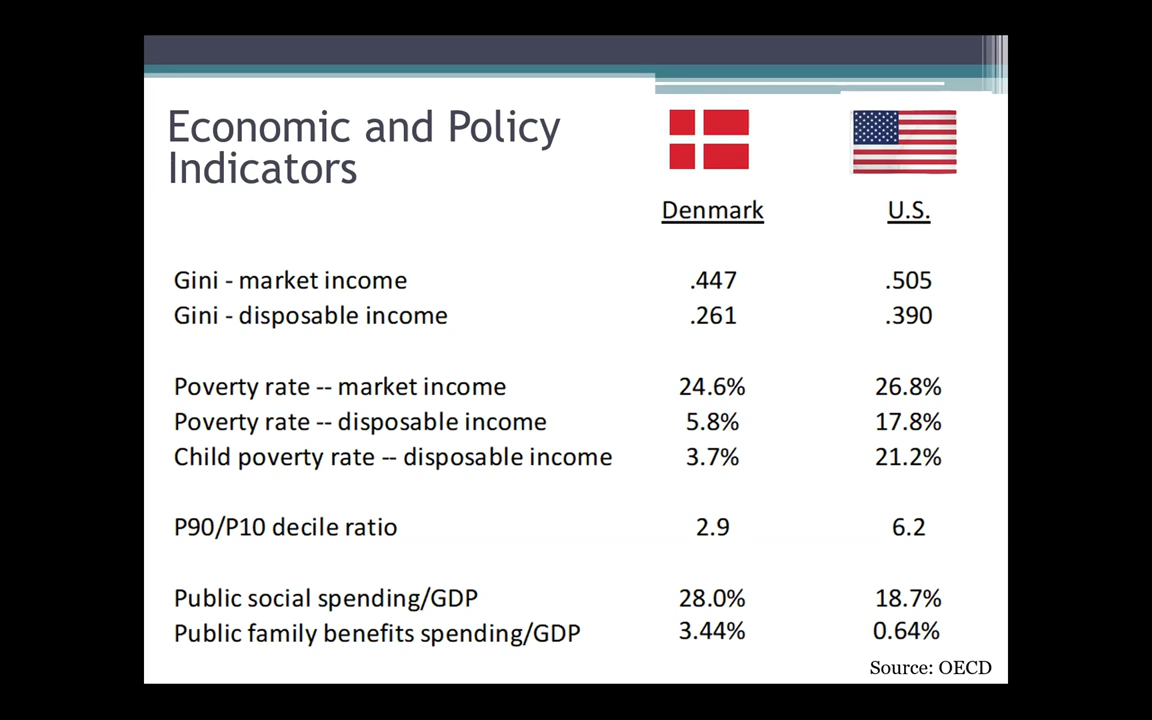 Economic and Policy
Indicators
Denmark U.S.
Gini - market income .447 .505
Gini - disposable income .261 .390
Poverty rate -- market income 24.6% 26.8%
Poverty rate -- disposable income 5.8% 17.8%
Child poverty rate -- disposable income 3.7% 21.2%
P90/P10 decile ratio 2.9 6.2
Public social spending/GDP 28.0% 18.7%
Public family benefits spending/GDP 3.44% 0.64%
Source: OECD